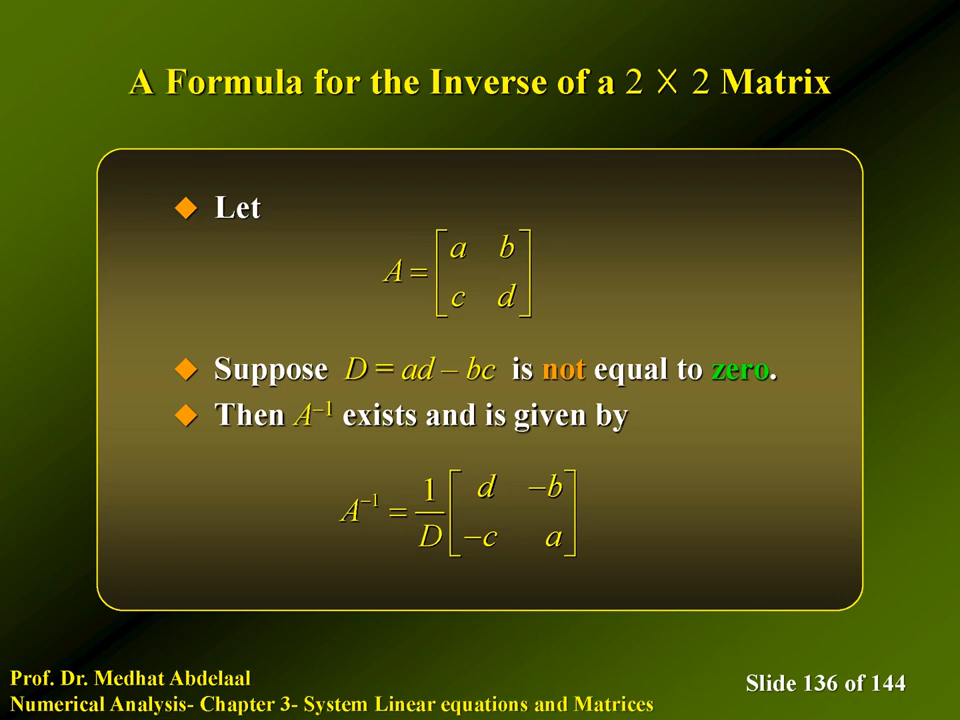 A Formula for the Inverse of a 2 × 2 Matrix
◆ Let
A = [a b
c d]
◆ Suppose D = ad – bc is not equal to zero.
◆ Then A⁻¹ exists and is given by
A⁻¹ = 1/D [d −b
−c a]
Prof. Dr. Medhat Abdelaal
Numerical Analysis- Chapter 3- System Linear equations and Matrices
Slide 136 of 144